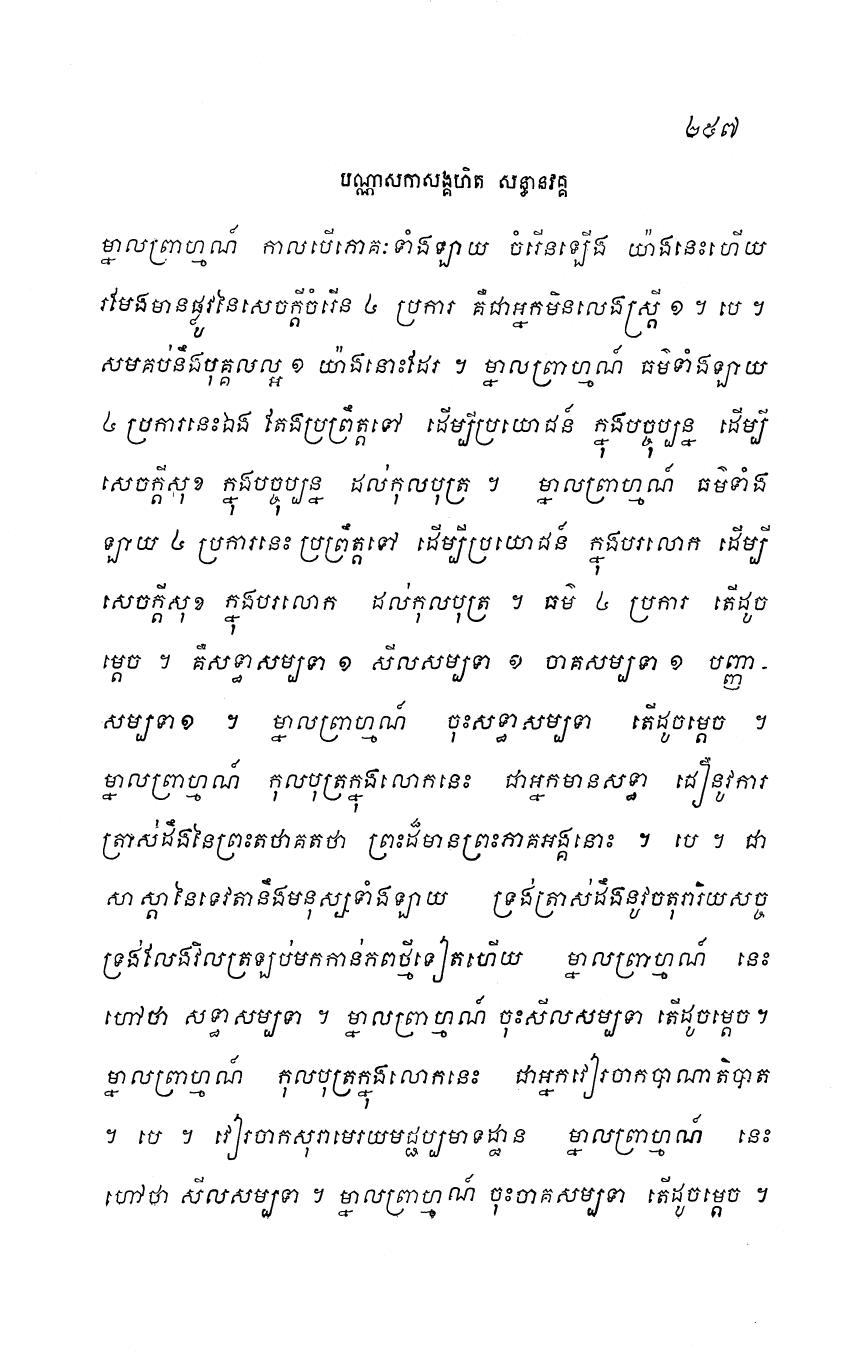 ២៥៧
បណ្ណាសកាសង្គហិត សន្ធានវគ្គ
ម្នាលព្រាហ្មណ៍ កាលបើភោគៈទាំងឡាយ ចំរើនឡើង យ៉ាងនេះហើយ
រមែងមានផ្លូវនៃសេចក្តីចំរើន ៤ ប្រការ គឺជាអ្នកមិនលេងស្ត្រី ១ ។ បេ ។
សមគប់នឹងបុគ្គលល្អ ១ យ៉ាងនោះដែរ ។ ម្នាលព្រាហ្មណ៍ ធម៌ទាំងឡាយ
៤ ប្រការនេះឯង តែងប្រព្រឹត្តទៅ ដើម្បីប្រយោជន៍ ក្នុងបច្ចុប្បន្ន ដើម្បី
សេចក្តីសុខ ក្នុងបច្ចុប្បន្ន ដល់កុលបុត្រ ។ ម្នាលព្រាហ្មណ៍ ធម៌ទាំង
ឡាយ ៤ ប្រការនេះ ប្រព្រឹត្តទៅ ដើម្បីប្រយោជន៍ ក្នុងបរលោក ដើម្បី
សេចក្តីសុខ ក្នុងបរលោក ដល់កុលបុត្រ ។ ធម៌ ៤ ប្រការ តើដូច
ម្តេច ។ គឺសទ្ធាសម្បទា ១ សីលសម្បទា ១ ចាគសម្បទា ១ បញ្ញា-
សម្បទា១ ។ ម្នាលព្រាហ្មណ៍ ចុះសទ្ធាសម្បទា តើដូចម្តេច ។
ម្នាលព្រាហ្មណ៍ កុលបុត្រក្នុងលោកនេះ ជាអ្នកមានសទ្ធា ជឿនូវការ
ត្រាស់ដឹងនៃព្រះតថាគតថា ព្រះដ៏មានព្រះភាគអង្គនោះ ។ បេ ។ ជា
សាស្តានៃទេវតានឹងមនុស្សទាំងឡាយ ទ្រង់ត្រាស់ដឹងនូវចតុរារិយសច្ច
ទ្រង់លែងវិលត្រឡប់មកកាន់ភពថ្មីទៀតហើយ ម្នាលព្រាហ្មណ៍ នេះ
ហៅថា សទ្ធាសម្បទា ។ ម្នាលព្រាហ្មណ៍ ចុះសីលសម្បទា តើដូចម្តេច ។
ម្នាលព្រាហ្មណ៍ កុលបុត្រក្នុងលោកនេះ ជាអ្នកវៀរចាកបាណាតិបាត
។ បេ ។ វៀរចាកសុរាមេរយមជ្ជប្បមាទដ្ឋាន ម្នាលព្រាហ្មណ៍ នេះ
ហៅថា សីលសម្បទា ។ ម្នាលព្រាហ្មណ៍ ចុះចាគសម្បទា តើដូចម្តេច ។